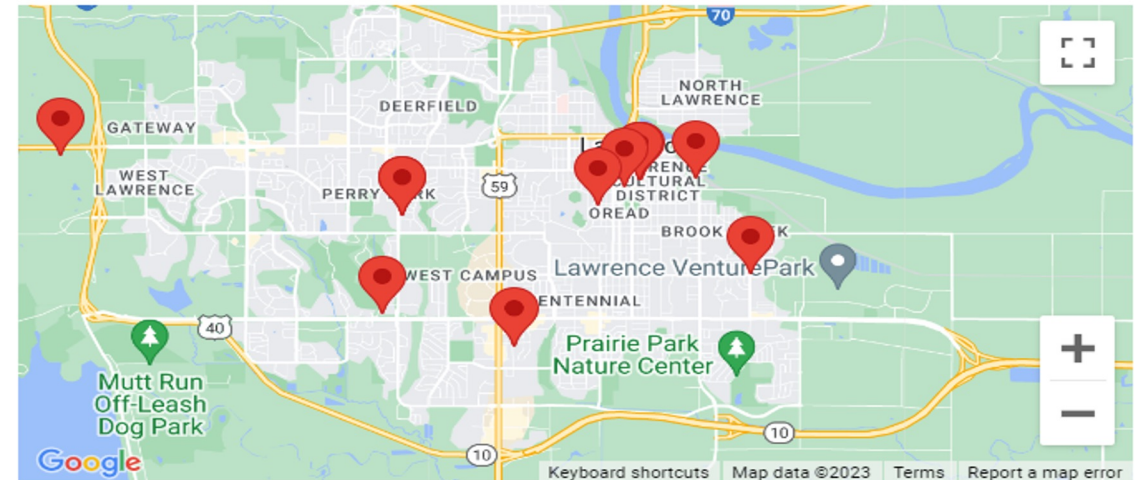 70
NORTH
LAWRENCE
DEERFIELD
GATEWAY
WEST
LAWRENCE
59
PERRY
CULTURAL
DISTRICT
OREAD
BROOK
WEST CAMPUS
Lawrence VenturePark
ENTENNIAL
40
Prairie Park
Nature Center
Mutt Run
Off-Leash
Dog Park
10
10
Google
Keyboard shortcuts
Map data ©2023
Terms
Report a map error